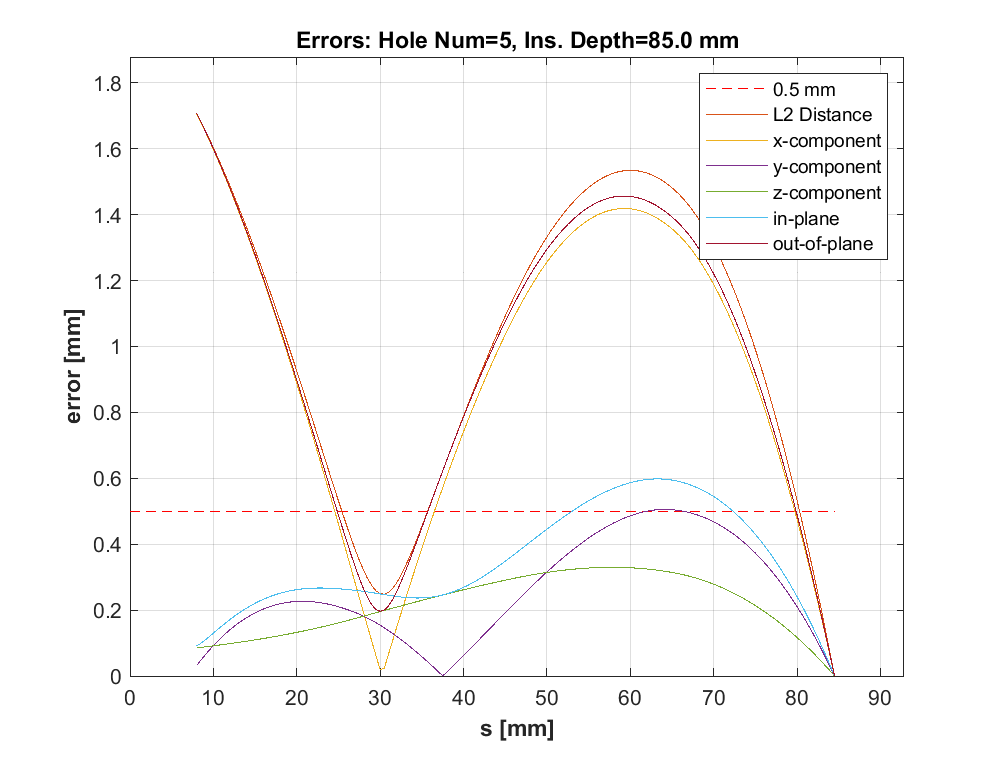 Errors: Hole Num=5, Ins. Depth=85.0 mm
1.8
1.6
1.4
1.2
1
0.8
0.6
0.4
0.2
0
error [mm]
0.5 mm
L2 Distance
x-component
y-component
z-component
in-plane
out-of-plane
0 10 20 30 40 50 60 70 80 90
s [mm]